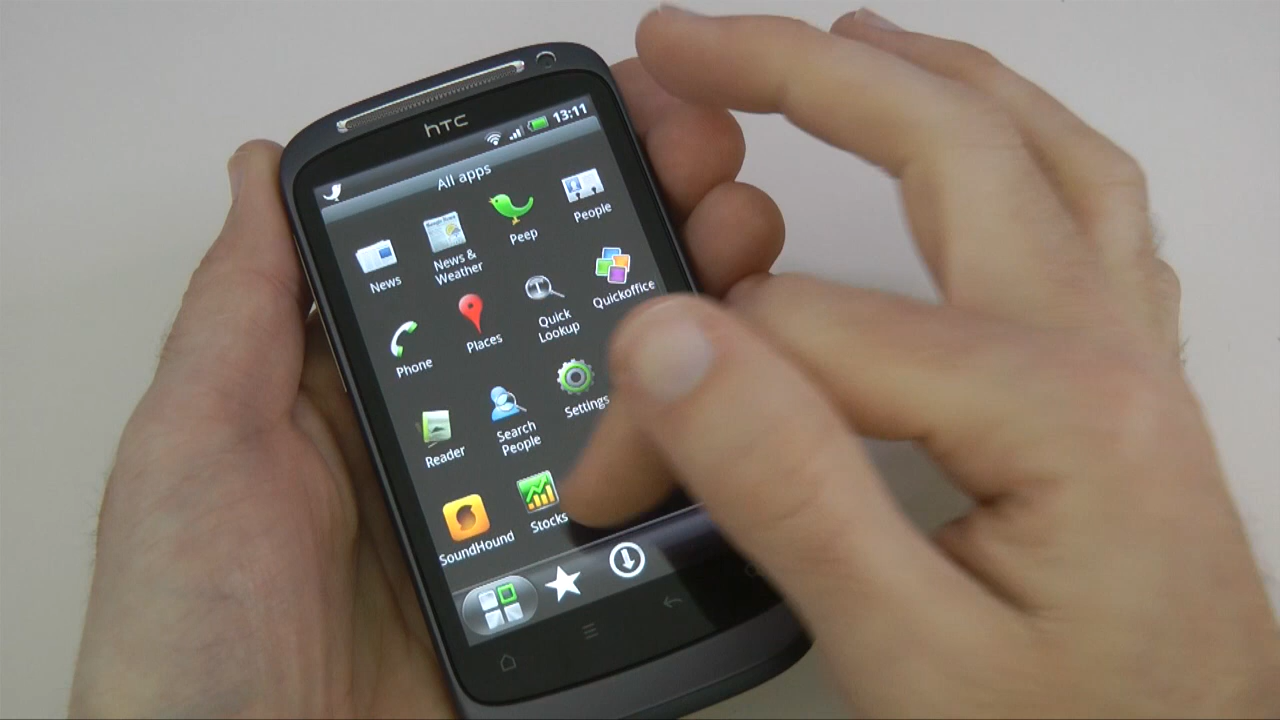 hTC
13:11
All apps
News
News &
Weather
Peep
People
Phone
Places
Quick
Lookup
Quickoffice
Reader
Search
People
Settings
SoundHound
Stocks